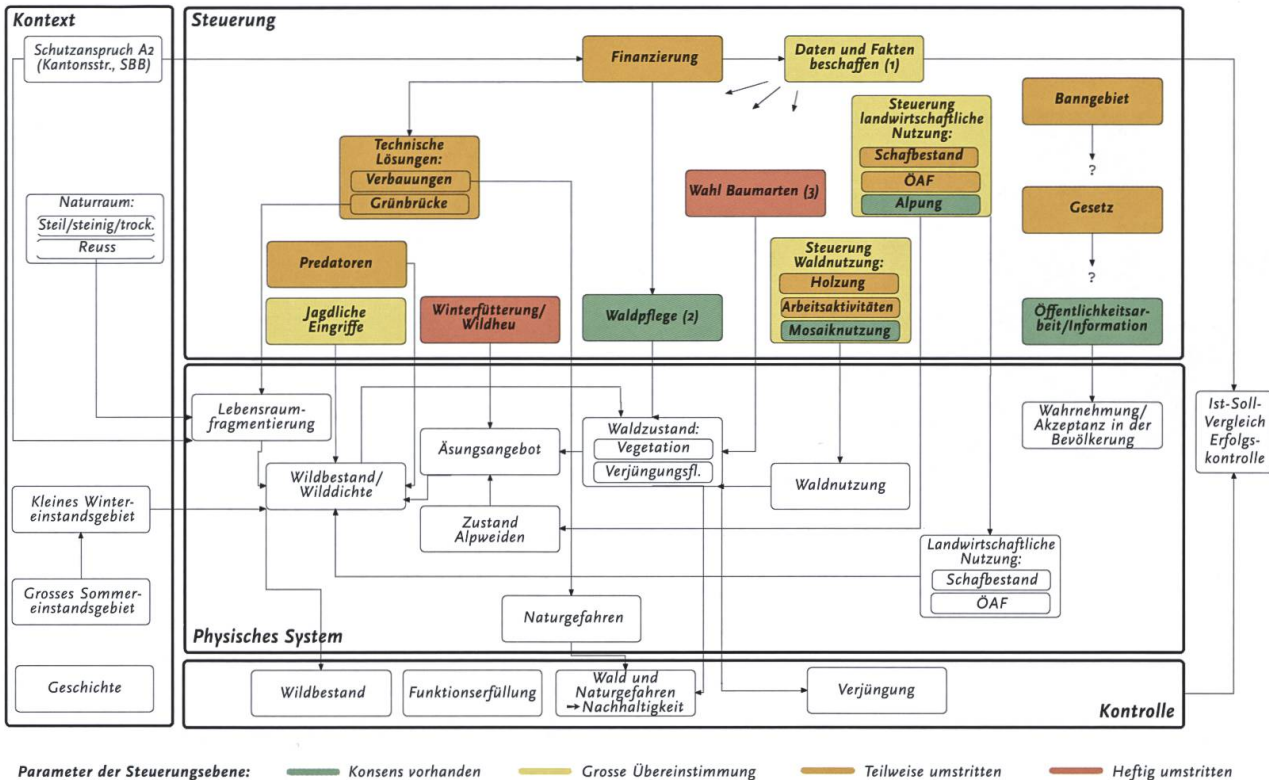 Kontext
Schutzanspruch A2
(Kantonsstr., SBB)
Naturraum:
Steil/steinig/trock.
Reuss
Kleines Winter-
einstandsgebiet
Grosses Sommer-
einstandsgebiet
Geschichte
Steuerung
Finanzierung
Daten und Fakten
beschaffen (1)
Technische
Lösungen:
Verbauungen
Grünbrücke
Steuerung
landwirtschaftliche
Nutzung:
Schafbestand
ÖAF
Alpung
Banngebiet
?
Gesetz
?
Wahl Baumarten (3)
Predatoren
Jagdliche
Eingriffe
Winterfütterung/
Wildheu
Waldpflege (2)
Steuerung
Waldnutzung:
Holzung
Arbeitsaktivitäten
Mosaiknutzung
Öffentlichkeitsar-
beit/Information
Lebensraum-
fragmentierung
Wildbestand/
Wilddichte
Äsungsangebot
Zustand
Alpweiden
Waldzustand:
Vegetation
Verjüngungsfl.
Waldnutzung
Wahrnehmung/
Akzeptanz in der
Bevölkerung
Landwirtschaftliche
Nutzung:
Schafbestand
ÖAF
Naturgefahren
Physisches System
Ist-Soll-
Vergleich
Erfolgs-
kontrolle
Wildbestand
Funktionserfüllung
Wald und
Naturgefahren
→ Nachhaltigkeit
Verjüngung
Kontrolle
Parameter der Steuerungsebene: Konsens vorhanden Grosse Übereinstimmung Teilweise umstritten Heftig umstritten